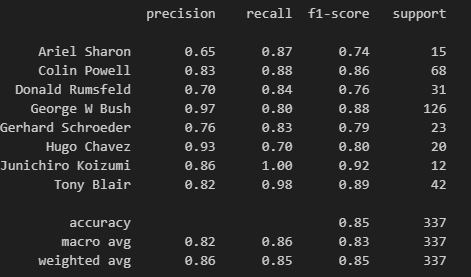 precision recall f1-score support
Ariel Sharon 0.65 0.87 0.74 15
Colin Powell 0.83 0.88 0.86 68
Donald Rumsfeld 0.70 0.84 0.76 31
George W Bush 0.97 0.80 0.88 126
Gerhard Schroeder 0.76 0.83 0.79 23
Hugo Chavez 0.93 0.70 0.80 20
Junichiro Koizumi 0.86 1.00 0.92 12
Tony Blair 0.82 0.98 0.89 42
accuracy 0.85 337
macro avg 0.82 0.86 0.83 337
weighted avg 0.86 0.85 0.85 337